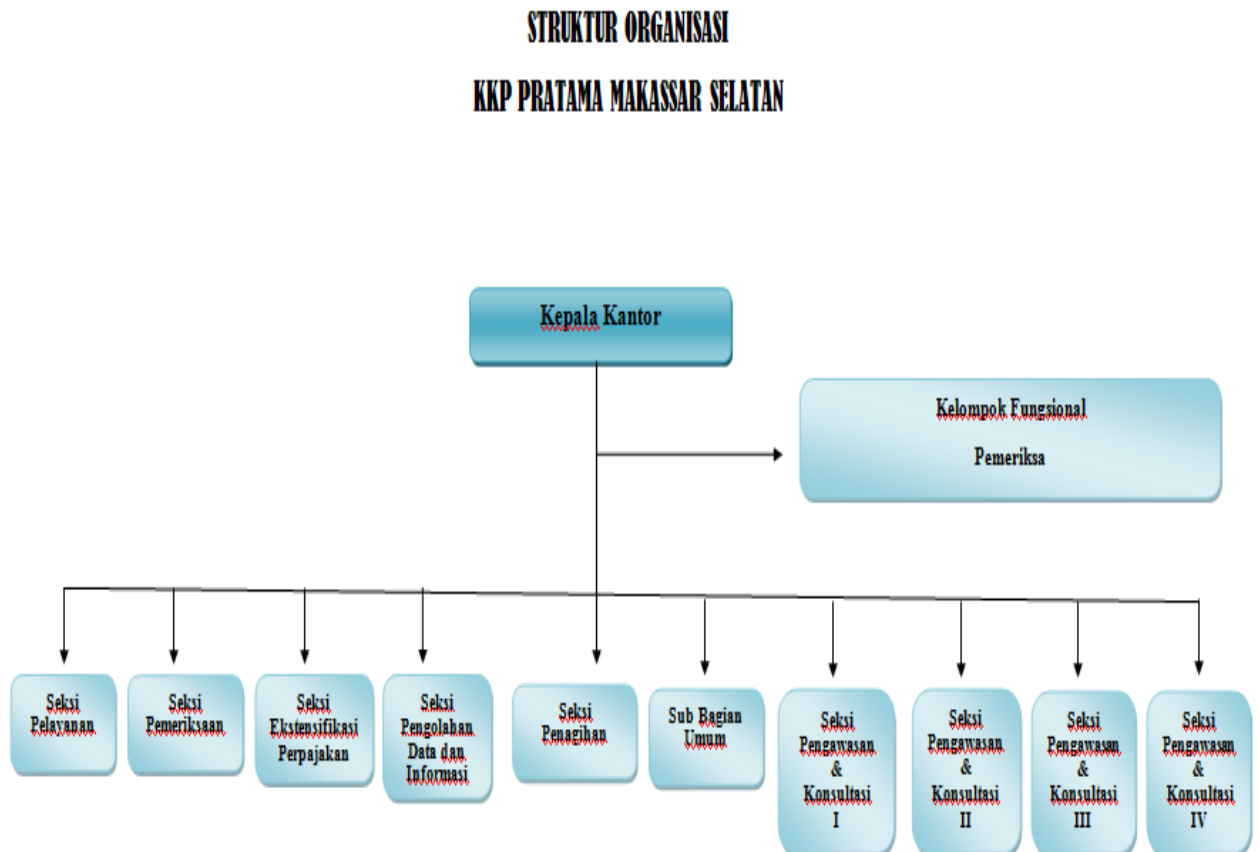 STRUKTUR ORGANISASI
KKP PRATAMA MAKASSAR SELATAN
Kepala Kantor
Kelompok Fungsional
Pemeriksa
Seksi
Pelayanan
Seksi
Pemeriksaan
Seksi
Ekstensifikasi
Perpajakan
Seksi
Pengolahan
Data dan
Informasi
Seksi
Penagihan
Sub Bagian
Umum
Seksi
Pengawasan
&
Konsultasi
I
Seksi
Pengawasan
&
Konsultasi
II
Seksi
Pengawasan
&
Konsultasi
III
Seksi
Pengawasan
&
Konsultasi
IV